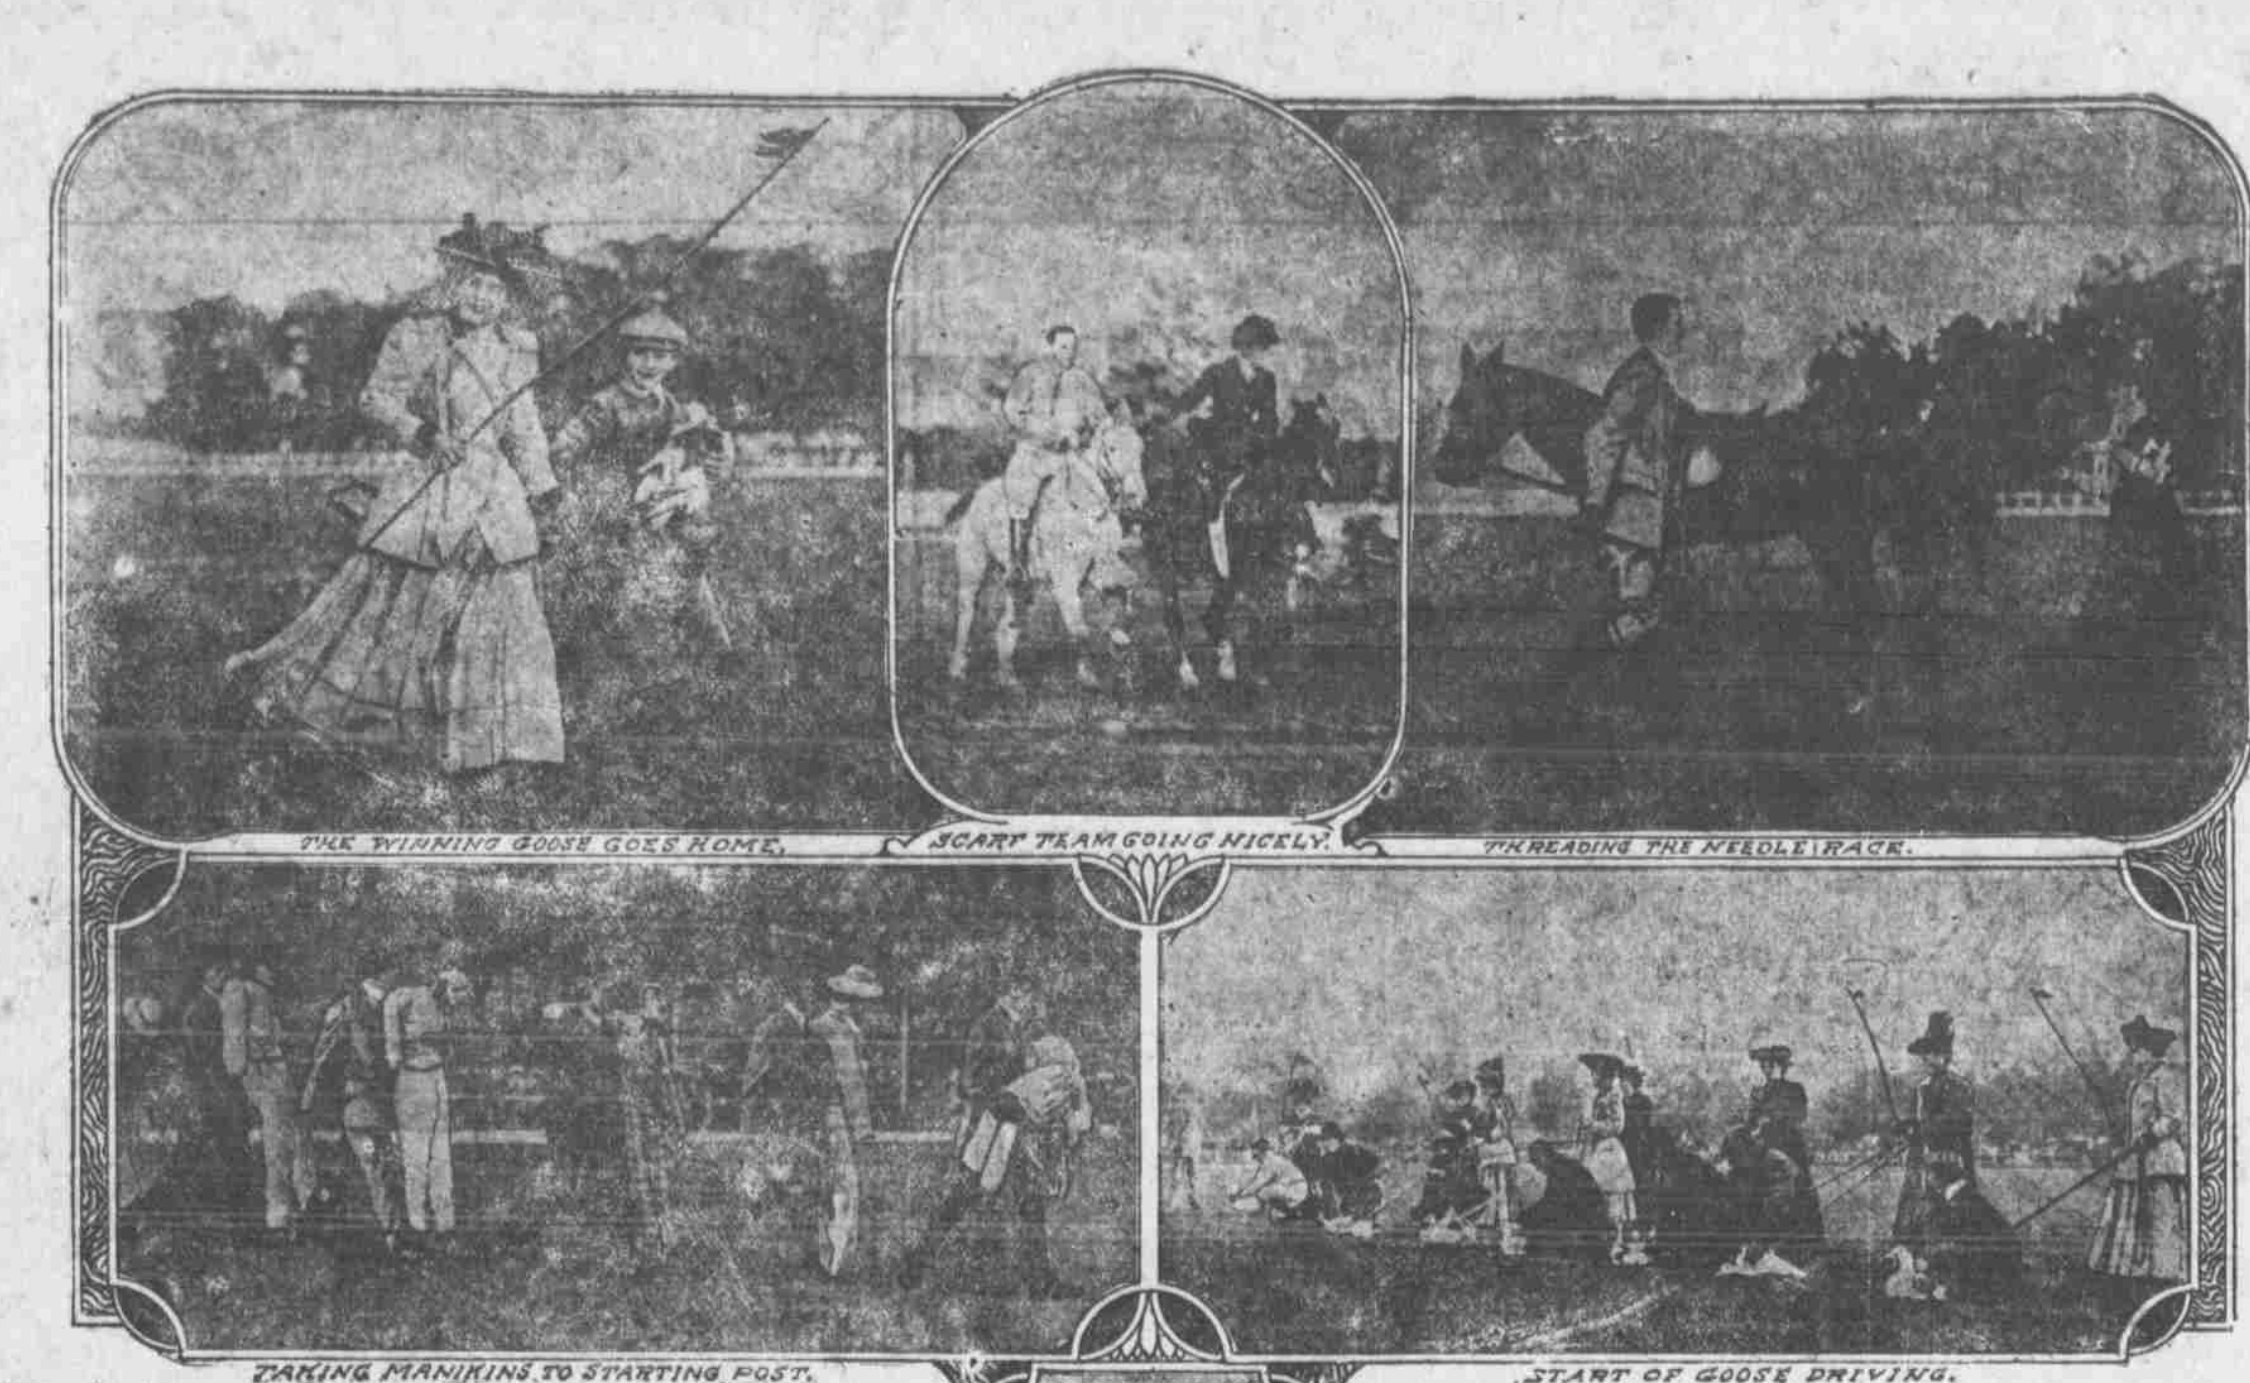 THE WINNING GOOSE GOES HOME.
SCARF TEAM GOING NICELY.
THREADING THE NEEDLE RACE.
TAKING MANIKINS TO STARTING POST.
START OF GOOSE DRIVING.